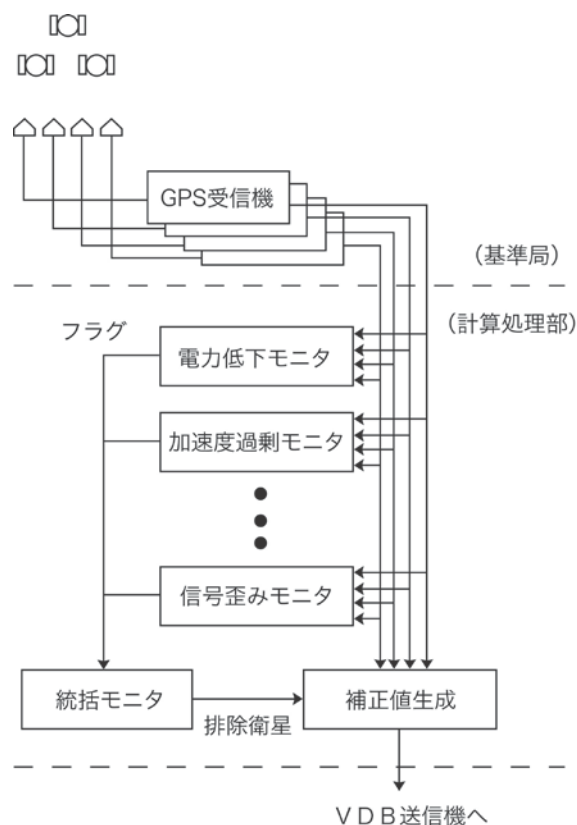 GPS受信機
(基準局)
(計算処理部)
フラグ
電力低下モニタ
加速度過剰モニタ
信号歪みモニタ
統括モニタ
排除衛星
補正値生成
ＶＤＢ送信機へ